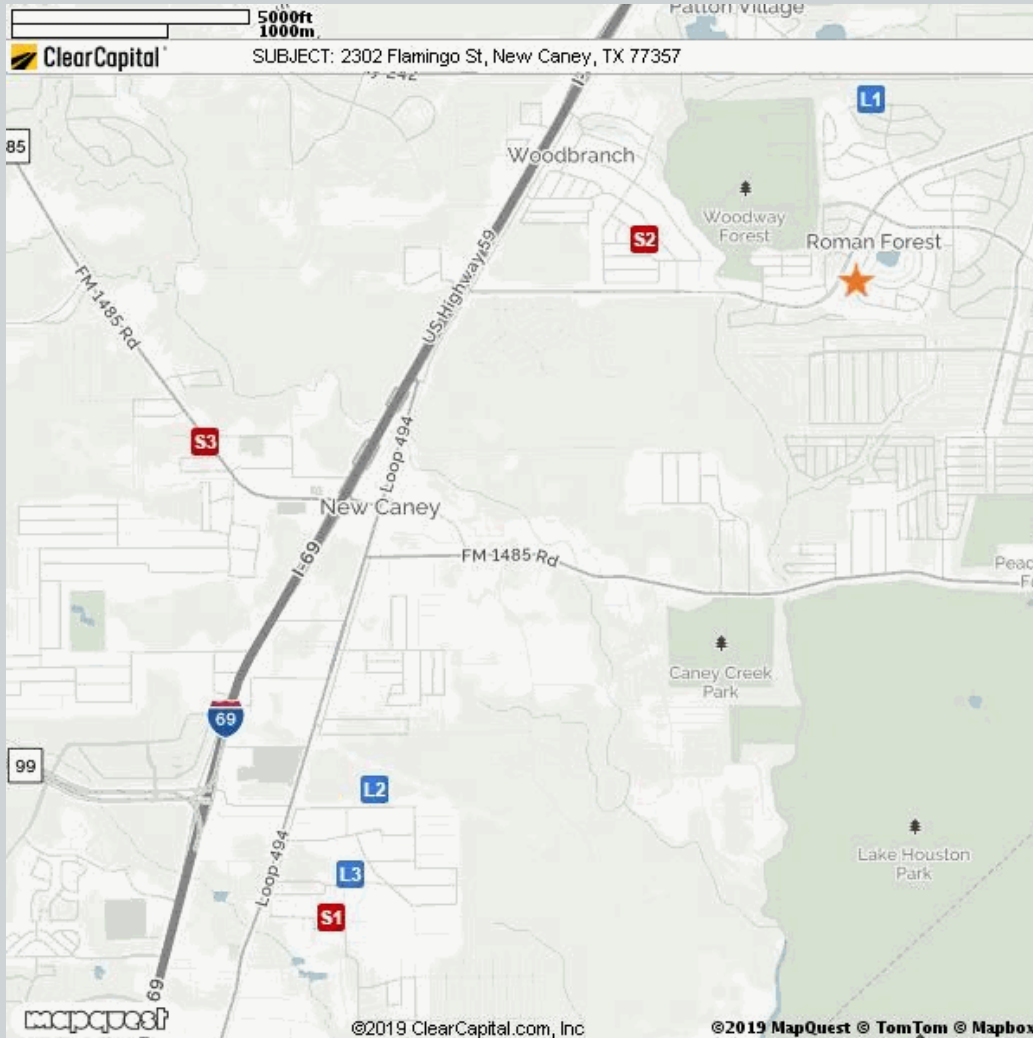 5000ft
1000m
ClearCapital
SUBJECT: 2302 Flamingo St, New Caney, TX 77357
Patton Village
242
L1
85
Woodbranch
Woodway
Forest
S2
Roman Forest
US Highway 59
FM 1485 Rd
S3
Loop 494
New Caney
I-69
FM 1485 Rd
Caney Creek
Park
69
99
L2
Lake Houston
Park
Loop 494
L3
S1
69
mapquest
©2019 ClearCapital.com, Inc
©2019 MapQuest © TomTom © Mapbox